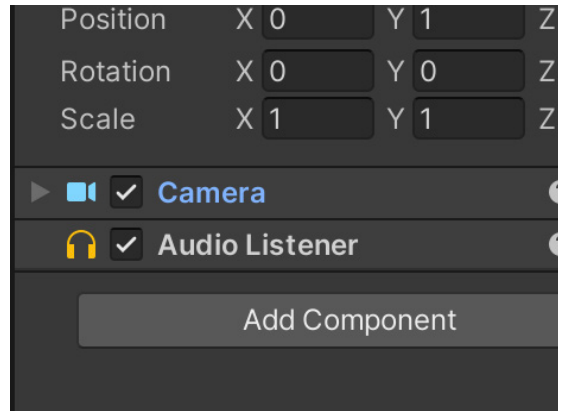 Position X 0 Y 1 Z
Rotation X 0 Y 0 Z
Scale X 1 Y 1 Z
Camera
Audio Listener
Add Component